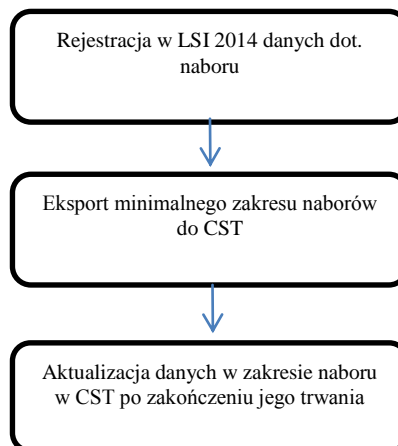 Rejestracja w LSI 2014 danych dot.
naboru
Eksport minimalnego zakresu naborów
do CST
Aktualizacja danych w zakresie naboru
w CST po zakończeniu jego trwania